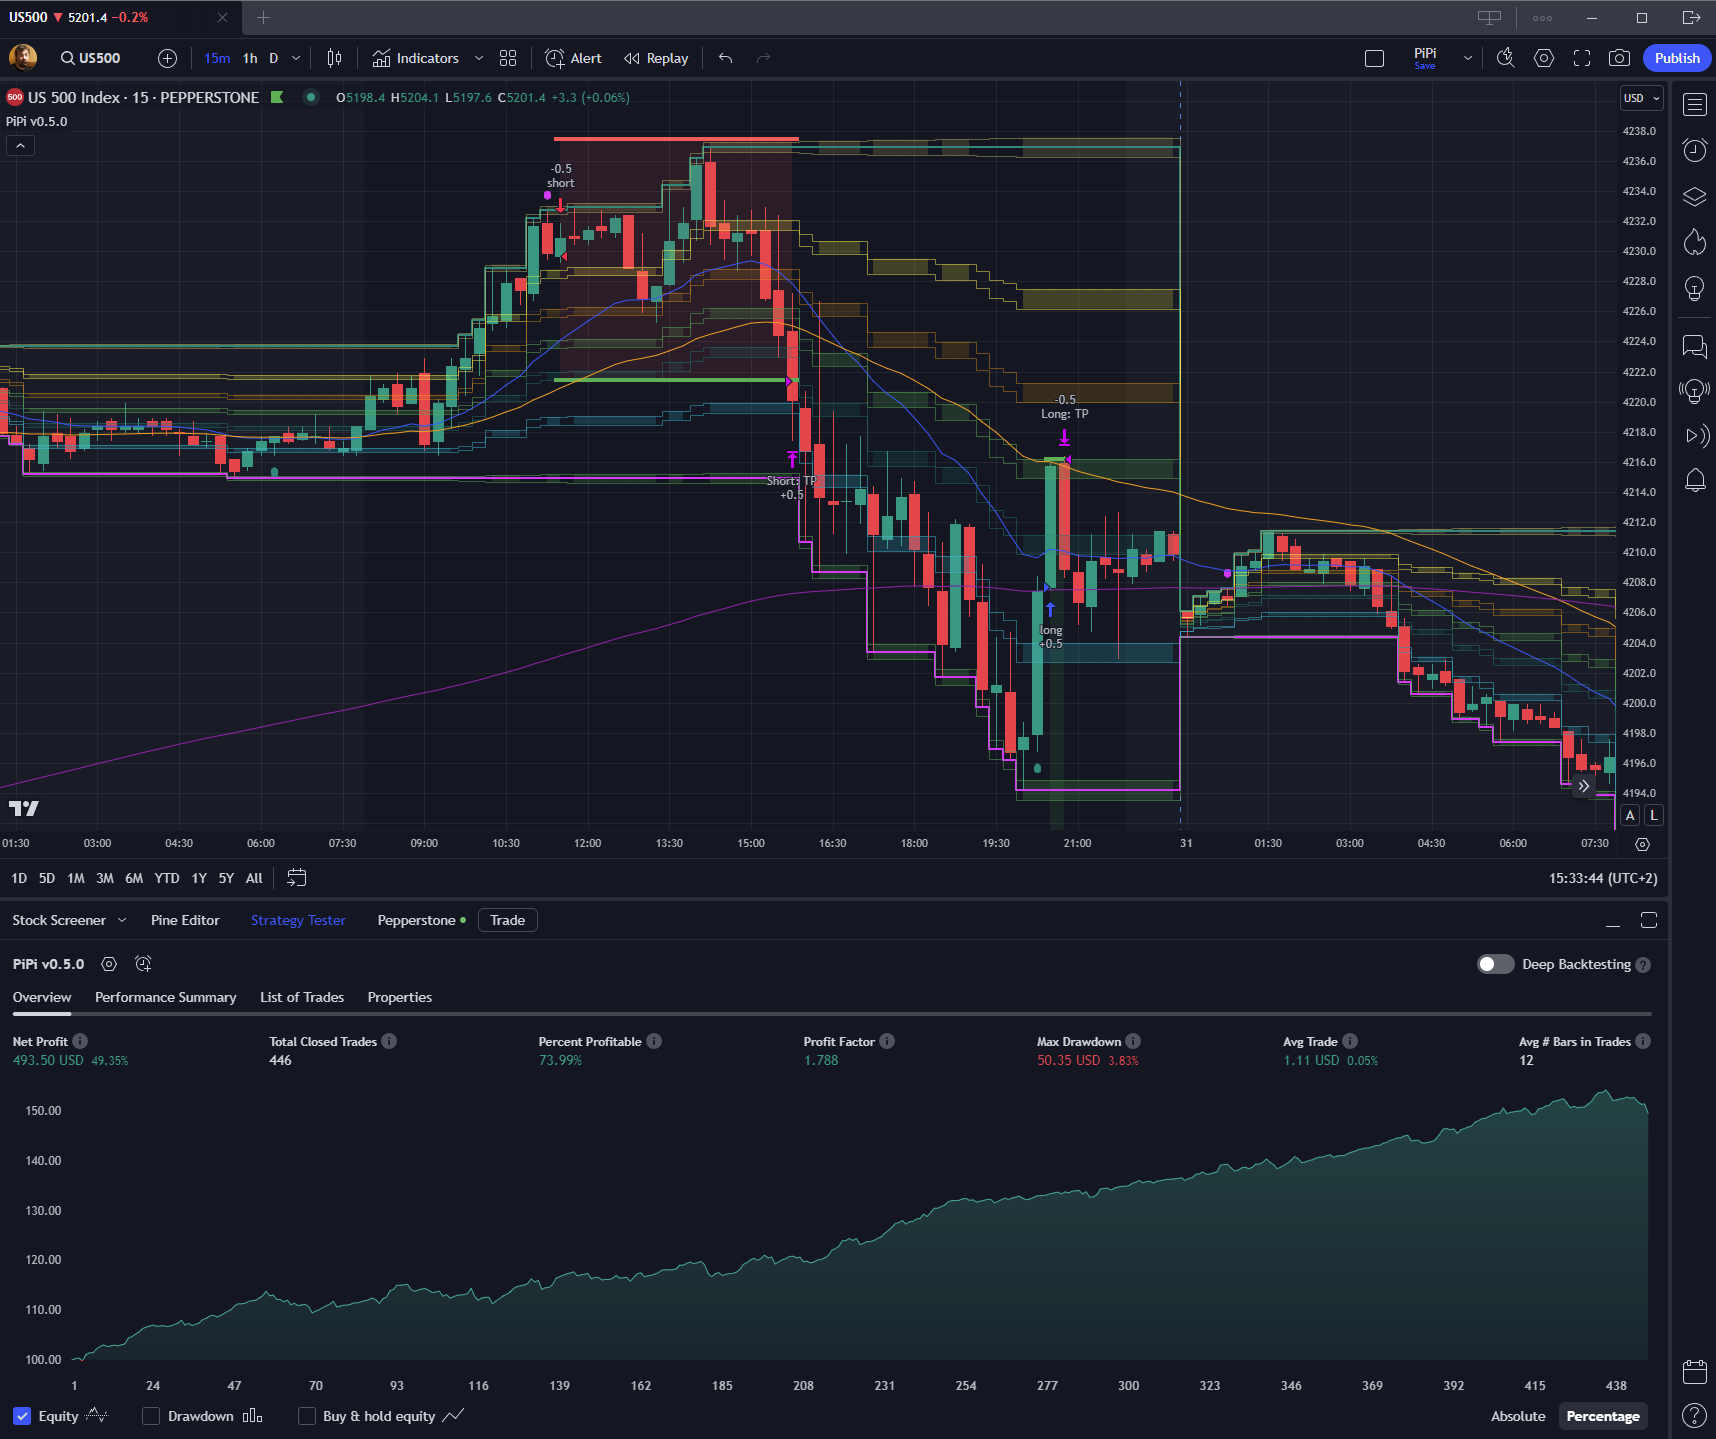 US500 ▼ 5201.4 −0.2%
US500 15m 1h D Indicators Alert Replay PiPi Save Publish
500 US 500 Index · 15 · PEPPERSTONE O5198.4 H5204.1 L5197.6 C5201.4 +3.3 (+0.06%) USD
PiPi v0.5.0
-0.5
short
Short: TP
+0.5
-0.5
Long: TP
long
+0.5
4238.0
4236.0
4234.0
4232.0
4230.0
4228.0
4226.0
4224.0
4222.0
4220.0
4218.0
4216.0
4214.0
4212.0
4210.0
4208.0
4206.0
4204.0
4202.0
4200.0
4198.0
4196.0
4194.0
A L
01:30 03:00 04:30 06:00 07:30 09:00 10:30 12:00 13:30 15:00 16:30 18:00 19:30 21:00 31 01:30 03:00 04:30 06:00 07:30
1D 5D 1M 3M 6M YTD 1Y 5Y All 15:33:44 (UTC+2)
Stock Screener Pine Editor Strategy Tester Pepperstone Trade
PiPi v0.5.0 Deep Backtesting ?
Overview Performance Summary List of Trades Properties
Net Profit Total Closed Trades Percent Profitable Profit Factor Max Drawdown Avg Trade Avg # Bars in Trades
493.50 USD 49.35% 446 73.99% 1.788 50.35 USD 3.83% 1.11 USD 0.05% 12
150.00
140.00
130.00
120.00
110.00
100.00
1 24 47 70 93 116 139 162 185 208 231 254 277 300 323 346 369 392 415 438
Equity Drawdown Buy & hold equity Absolute Percentage